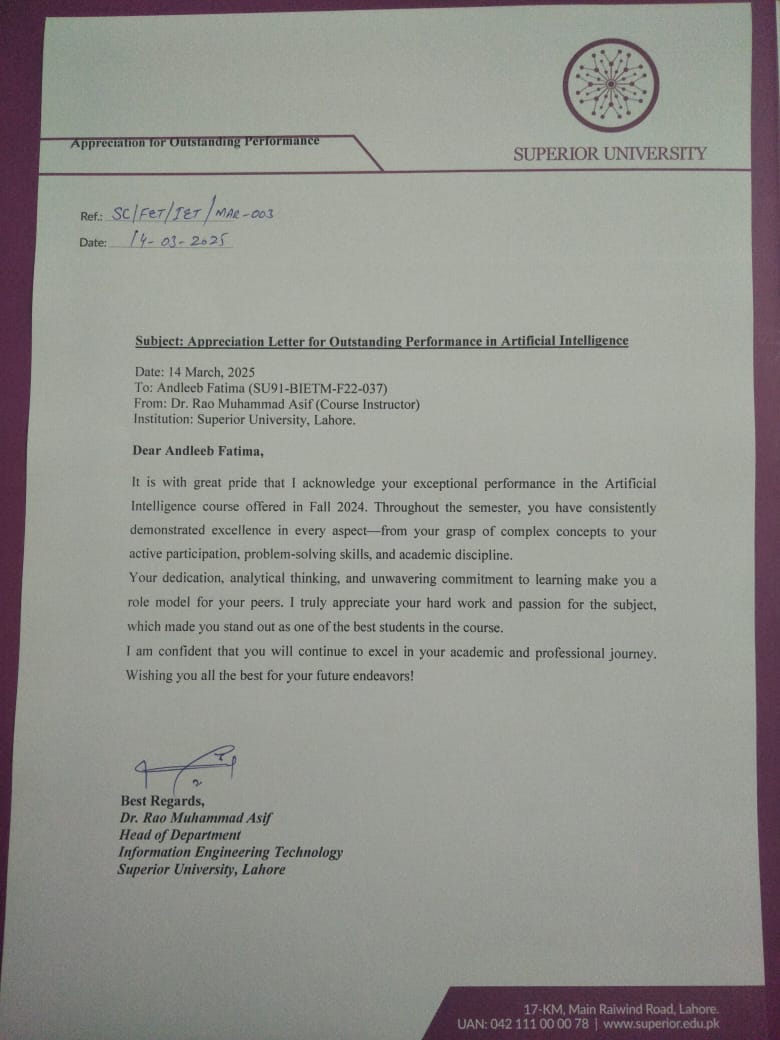 Appreciation for Outstanding Performance
SUPERIOR UNIVERSITY
Ref.: SC/FET/IET/MAR-003
Date: 14-03-2025
Subject: Appreciation Letter for Outstanding Performance in Artificial Intelligence
Date: 14 March, 2025
To: Andleeb Fatima (SU91-BIETM-F22-037)
From: Dr. Rao Muhammad Asif (Course Instructor)
Institution: Superior University, Lahore.
Dear Andleeb Fatima,
It is with great pride that I acknowledge your exceptional performance in the Artificial
Intelligence course offered in Fall 2024. Throughout the semester, you have consistently
demonstrated excellence in every aspect—from your grasp of complex concepts to your
active participation, problem-solving skills, and academic discipline.
Your dedication, analytical thinking, and unwavering commitment to learning make you a
role model for your peers. I truly appreciate your hard work and passion for the subject,
which made you stand out as one of the best students in the course.
I am confident that you will continue to excel in your academic and professional journey.
Wishing you all the best for your future endeavors!
Best Regards,
Dr. Rao Muhammad Asif
Head of Department
Information Engineering Technology
Superior University, Lahore
17-KM, Main Raiwind Road, Lahore.
UAN: 042 111 00 00 78 | www.superior.edu.pk